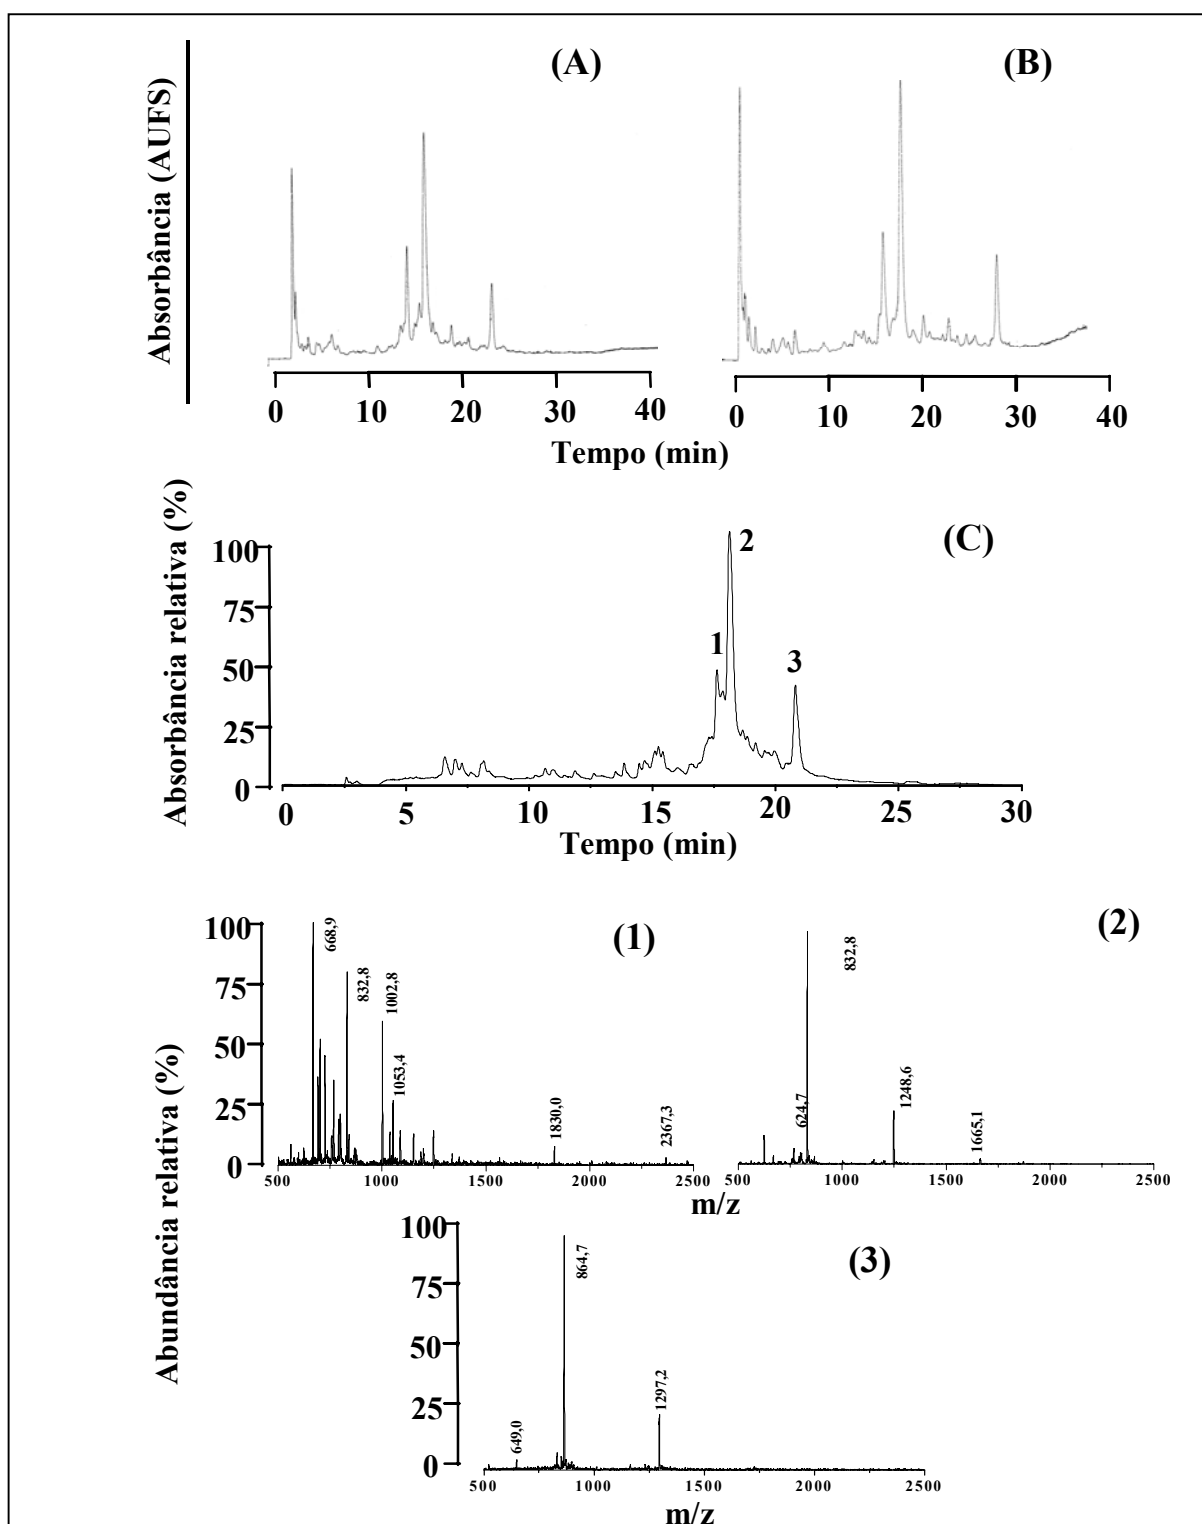 (A)
(B)
Absorbância (AUFS)
0 10 20 30 40
0 10 20 30 40
Tempo (min)
Absorbância relativa (%)
(C)
100
75
50
25
0
1
2
3
0 5 10 15 20 25 30
Tempo (min)
Abundância relativa (%)
(1)
100
75
50
25
0
668,9
832,8
1002,8
1053,4
1830,0
2367,3
500 1000 1500 2000 2500
(2)
624,7
832,8
1248,6
1665,1
500 1000 1500 2000 2500
m/z
(3)
100
75
50
25
0
649,0
864,7
1297,2
500 1000 1500 2000 2500
m/z